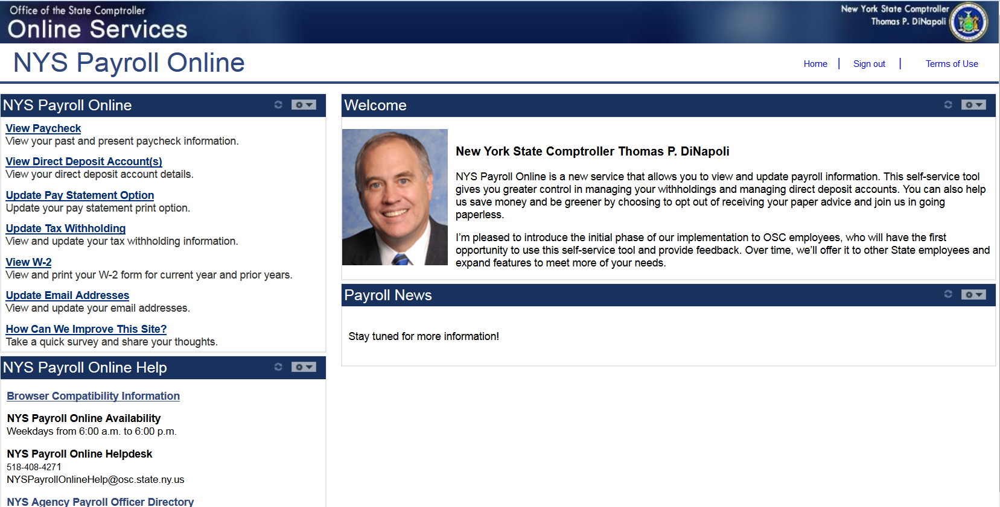 Office of the State Comptroller
Online Services
New York State Comptroller
Thomas P. DiNapoli
NYS Payroll Online
Home | Sign out | Terms of Use
NYS Payroll Online
View Paycheck
View your past and present paycheck information.
View Direct Deposit Account(s)
View your direct deposit account details.
Update Pay Statement Option
Update your pay statement print option.
Update Tax Withholding
View and update your tax withholding information.
View W-2
View and print your W-2 form for current year and prior years.
Update Email Addresses
View and update your email addresses.
How Can We Improve This Site?
Take a quick survey and share your thoughts.
NYS Payroll Online Help
Browser Compatibility Information
NYS Payroll Online Availability
Weekdays from 6:00 a.m. to 6:00 p.m.
NYS Payroll Online Helpdesk
518-408-4271
NYSPayrollOnlineHelp@osc.state.ny.us
NYS Agency Payroll Officer Directory
Welcome
New York State Comptroller Thomas P. DiNapoli
NYS Payroll Online is a new service that allows you to view and update payroll information. This self-service tool
gives you greater control in managing your withholdings and managing direct deposit accounts. You can also help
us save money and be greener by choosing to opt out of receiving your paper advice and join us in going
paperless.
I'm pleased to introduce the initial phase of our implementation to OSC employees, who will have the first
opportunity to use this self-service tool and provide feedback. Over time, we'll offer it to other State employees and
expand features to meet more of your needs.
Payroll News
Stay tuned for more information!